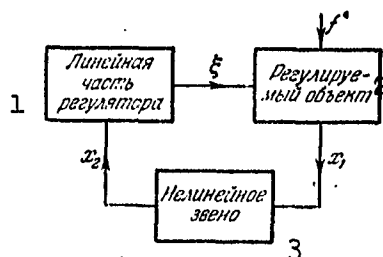 f°
Линейная
часть
регулятора
ξ
Регулируе-
мый объект
1
x₂
x₁
Нелинейное
звено
3